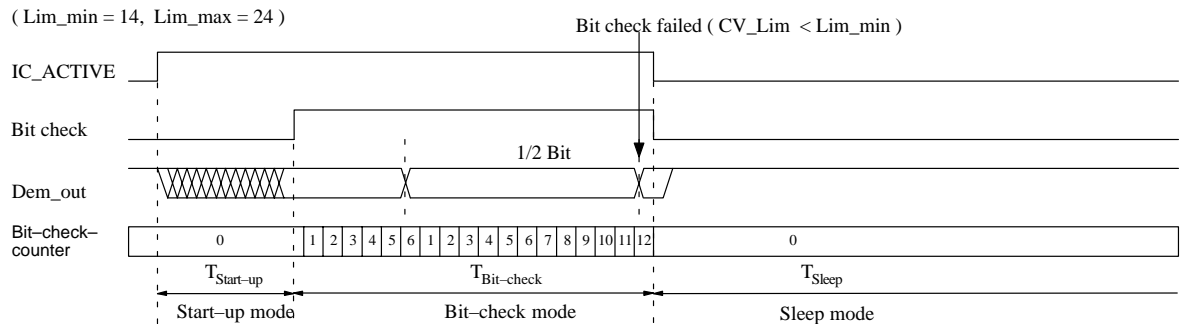 ( Lim_min = 14, Lim_max = 24 )
Bit check failed ( CV_Lim < Lim_min )
IC_ACTIVE
Bit check
1/2 Bit
Dem_out
Bit–check–
counter
0 1 2 3 4 5 6 1 2 3 4 5 6 7 8 9 10 11 12 0
TStart–up TBit–check TSleep
Start–up mode Bit–check mode Sleep mode